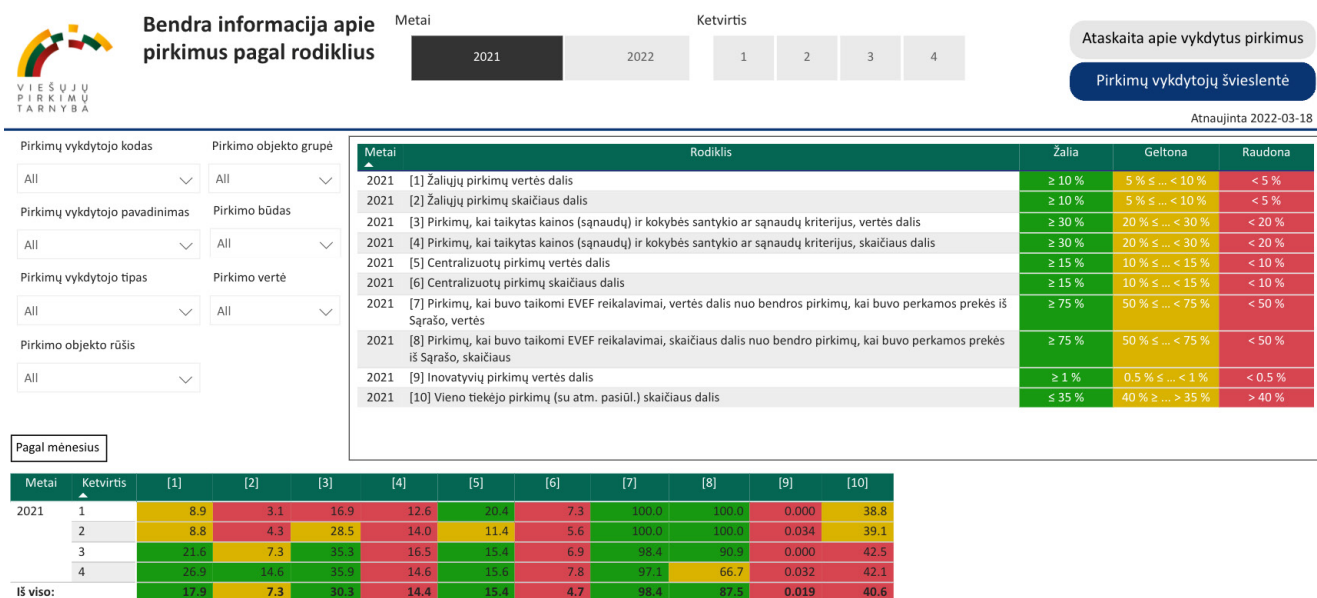 VIEŠŲJŲ
PIRKIMŲ
TARNYBA
Bendra informacija apie
pirkimus pagal rodiklius
Metai
2021 2022
Ketvirtis
1 2 3 4
Ataskaita apie vykdytus pirkimus
Pirkimų vykdytojų švieslentė
Atnaujinta 2022-03-18
Pirkimų vykdytojo kodas Pirkimo objekto grupė
All All
Pirkimų vykdytojo pavadinimas Pirkimo būdas
All All
Pirkimų vykdytojo tipas Pirkimo vertė
All All
Pirkimo objekto rūšis
All
Metai Rodiklis Žalia Geltona Raudona
2021 [1] Žaliųjų pirkimų vertės dalis ≥ 10 % 5 % ≤ ... < 10 % < 5 %
2021 [2] Žaliųjų pirkimų skaičiaus dalis ≥ 10 % 5 % ≤ ... < 10 % < 5 %
2021 [3] Pirkimų, kai taikytas kainos (sąnaudų) ir kokybės santykio ar sąnaudų kriterijus, vertės dalis ≥ 30 % 20 % ≤ ... < 30 % < 20 %
2021 [4] Pirkimų, kai taikytas kainos (sąnaudų) ir kokybės santykio ar sąnaudų kriterijus, skaičiaus dalis ≥ 30 % 20 % ≤ ... < 30 % < 20 %
2021 [5] Centralizuotų pirkimų vertės dalis ≥ 15 % 10 % ≤ ... < 15 % < 10 %
2021 [6] Centralizuotų pirkimų skaičiaus dalis ≥ 15 % 10 % ≤ ... < 15 % < 10 %
2021 [7] Pirkimų, kai buvo taikomi EVEF reikalavimai, vertės dalis nuo bendros pirkimų, kai buvo perkamos prekės iš ≥ 75 % 50 % ≤ ... < 75 % < 50 %
Sąrašo, vertės
2021 [8] Pirkimų, kai buvo taikomi EVEF reikalavimai, skaičiaus dalis nuo bendro pirkimų, kai buvo perkamos prekės ≥ 75 % 50 % ≤ ... < 75 % < 50 %
iš Sąrašo, skaičiaus
2021 [9] Inovatyvių pirkimų vertės dalis ≥ 1 % 0.5 % ≤ ... < 1 % < 0.5 %
2021 [10] Vieno tiekėjo pirkimų (su atm. pasiūl.) skaičiaus dalis ≤ 35 % 40 % ≥ ... > 35 % > 40 %
Pagal mėnesius
Metai Ketvirtis [1] [2] [3] [4] [5] [6] [7] [8] [9] [10]
2021 1 8.9 3.1 16.9 12.6 20.4 7.3 100.0 100.0 0.000 38.8
2 8.8 4.3 28.5 14.0 11.4 5.6 100.0 100.0 0.034 39.1
3 21.6 7.3 35.3 16.5 15.4 6.9 98.4 90.9 0.000 42.5
4 26.9 14.6 35.9 14.6 15.6 7.8 97.1 66.7 0.032 42.1
Iš viso: 17.9 7.3 30.3 14.4 15.4 4.7 98.4 87.5 0.019 40.6